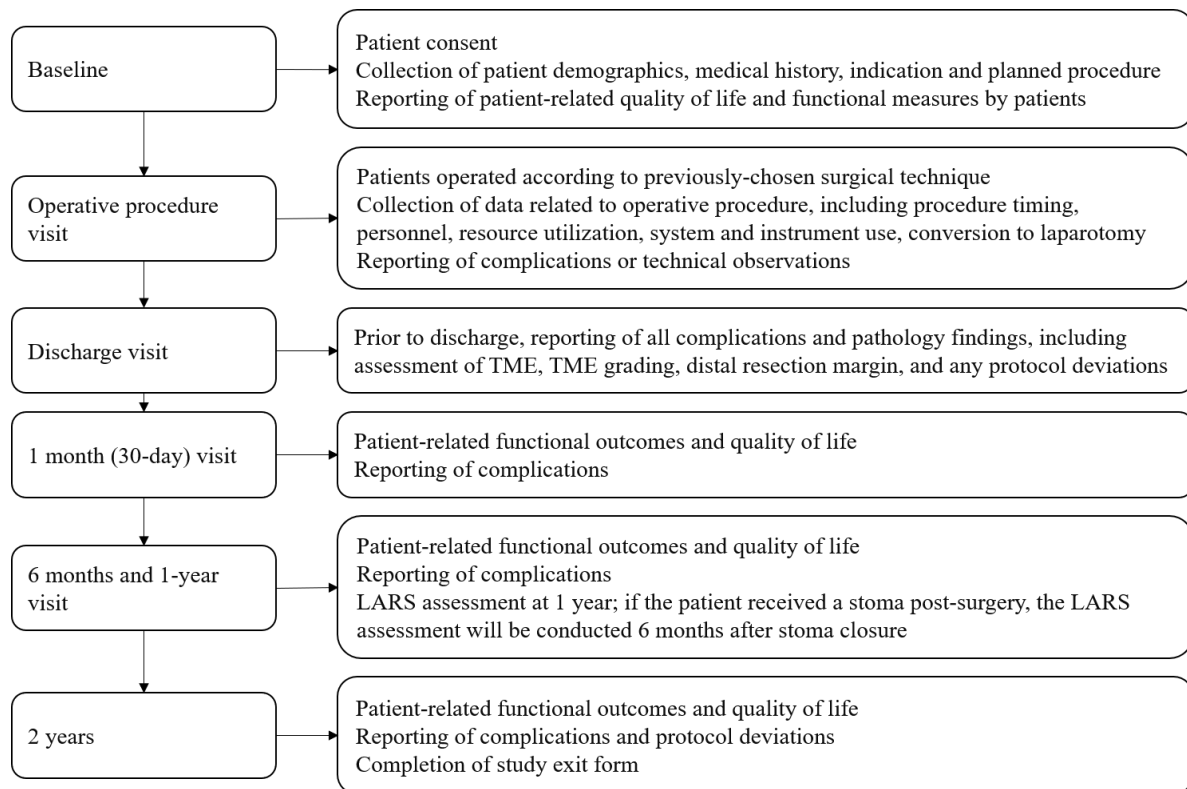 Baseline
Patient consent
Collection of patient demographics, medical history, indication and planned procedure
Reporting of patient-related quality of life and functional measures by patients
Operative procedure
visit
Patients operated according to previously-chosen surgical technique
Collection of data related to operative procedure, including procedure timing,
personnel, resource utilization, system and instrument use, conversion to laparotomy
Reporting of complications or technical observations
Discharge visit
Prior to discharge, reporting of all complications and pathology findings, including
assessment of TME, TME grading, distal resection margin, and any protocol deviations
1 month (30-day) visit
Patient-related functional outcomes and quality of life
Reporting of complications
6 months and 1-year
visit
Patient-related functional outcomes and quality of life
Reporting of complications
LARS assessment at 1 year; if the patient received a stoma post-surgery, the LARS
assessment will be conducted 6 months after stoma closure
2 years
Patient-related functional outcomes and quality of life
Reporting of complications and protocol deviations
Completion of study exit form